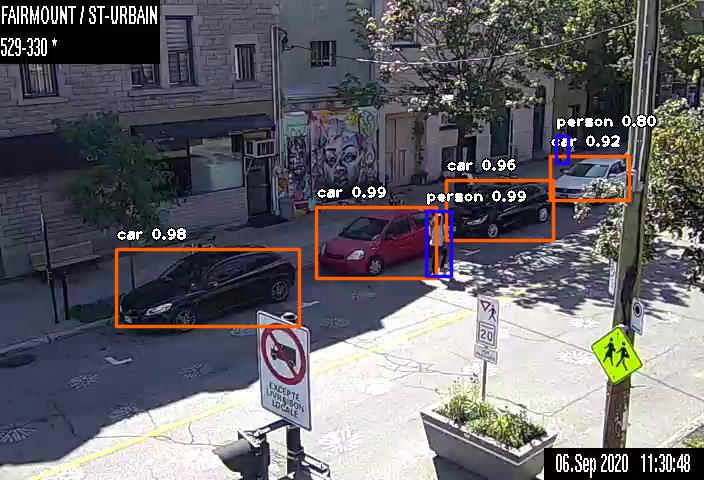 FAIRMOUNT / ST-URBAIN
529-330 *
person 0.80
car 0.92
car 0.96
car 0.99
person 0.99
car 0.98
20
EXCEPTÉ
LIVRAISON
LOCALE
P
06.Sep 2020 11:30:48